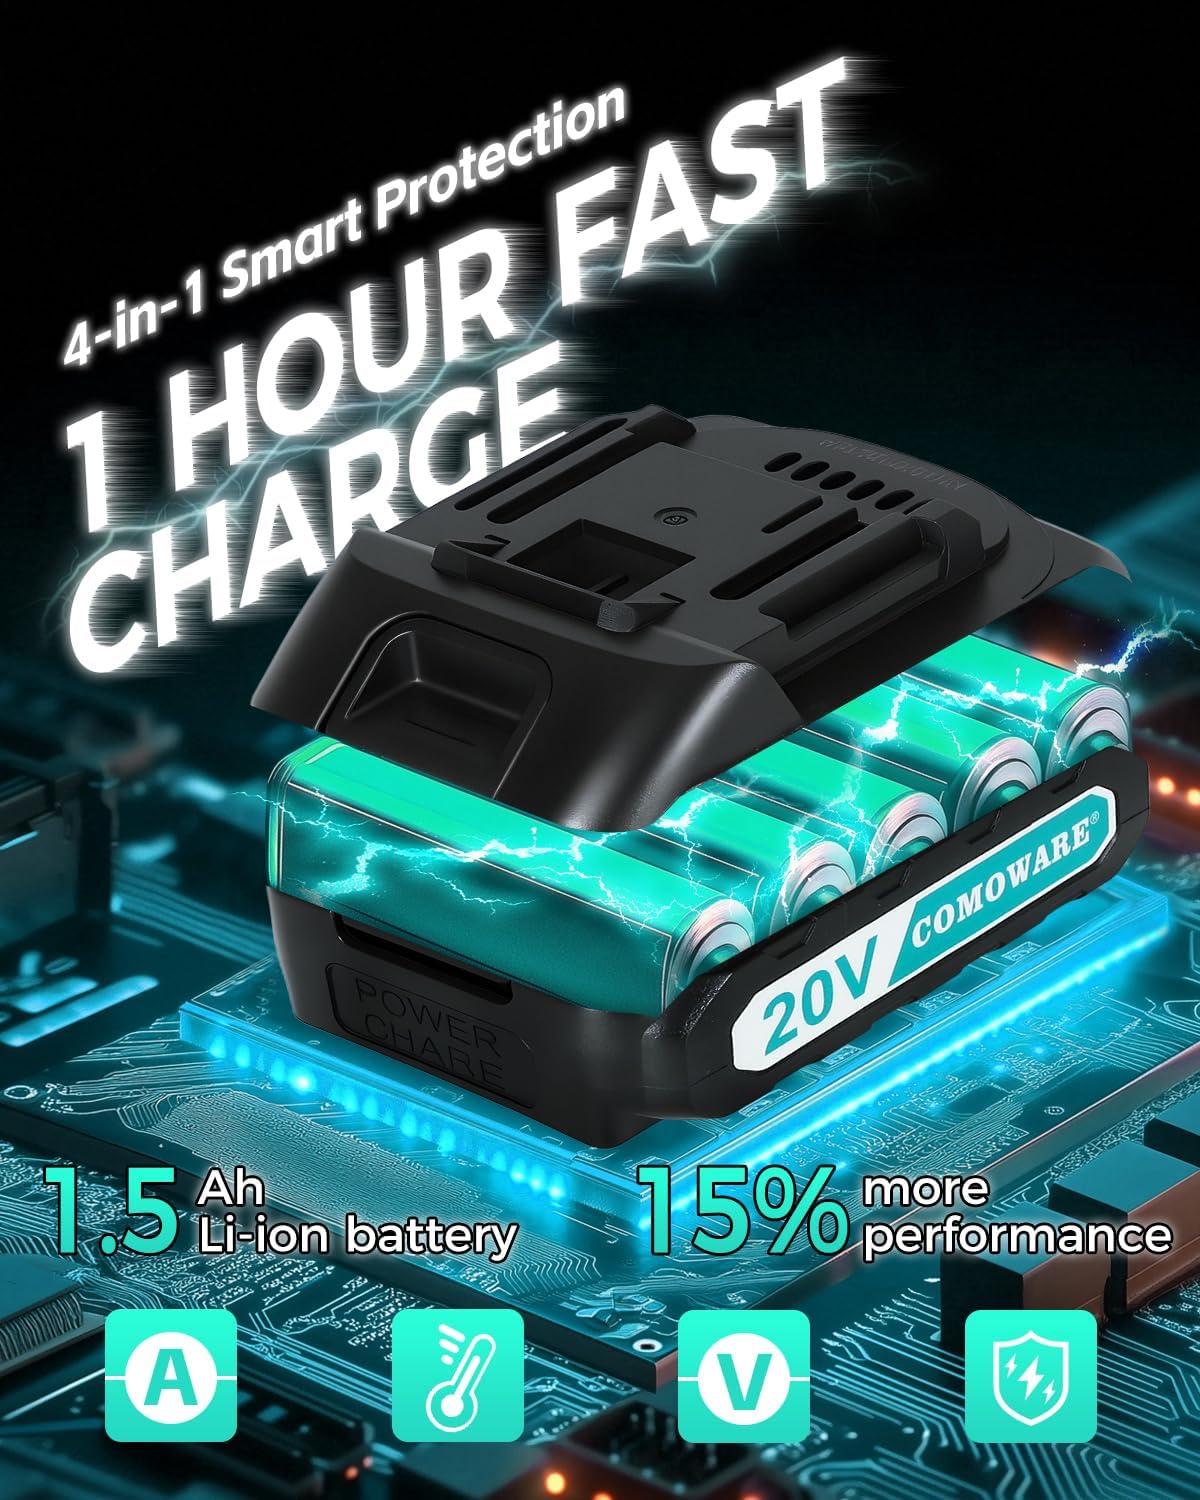 4-in-1 Smart Protection
1 HOUR FAST
CHARGE
COMOWARE®
20V
POWER
CHARE
1.5 Ah
Li-ion battery
15% more
performance
A
V